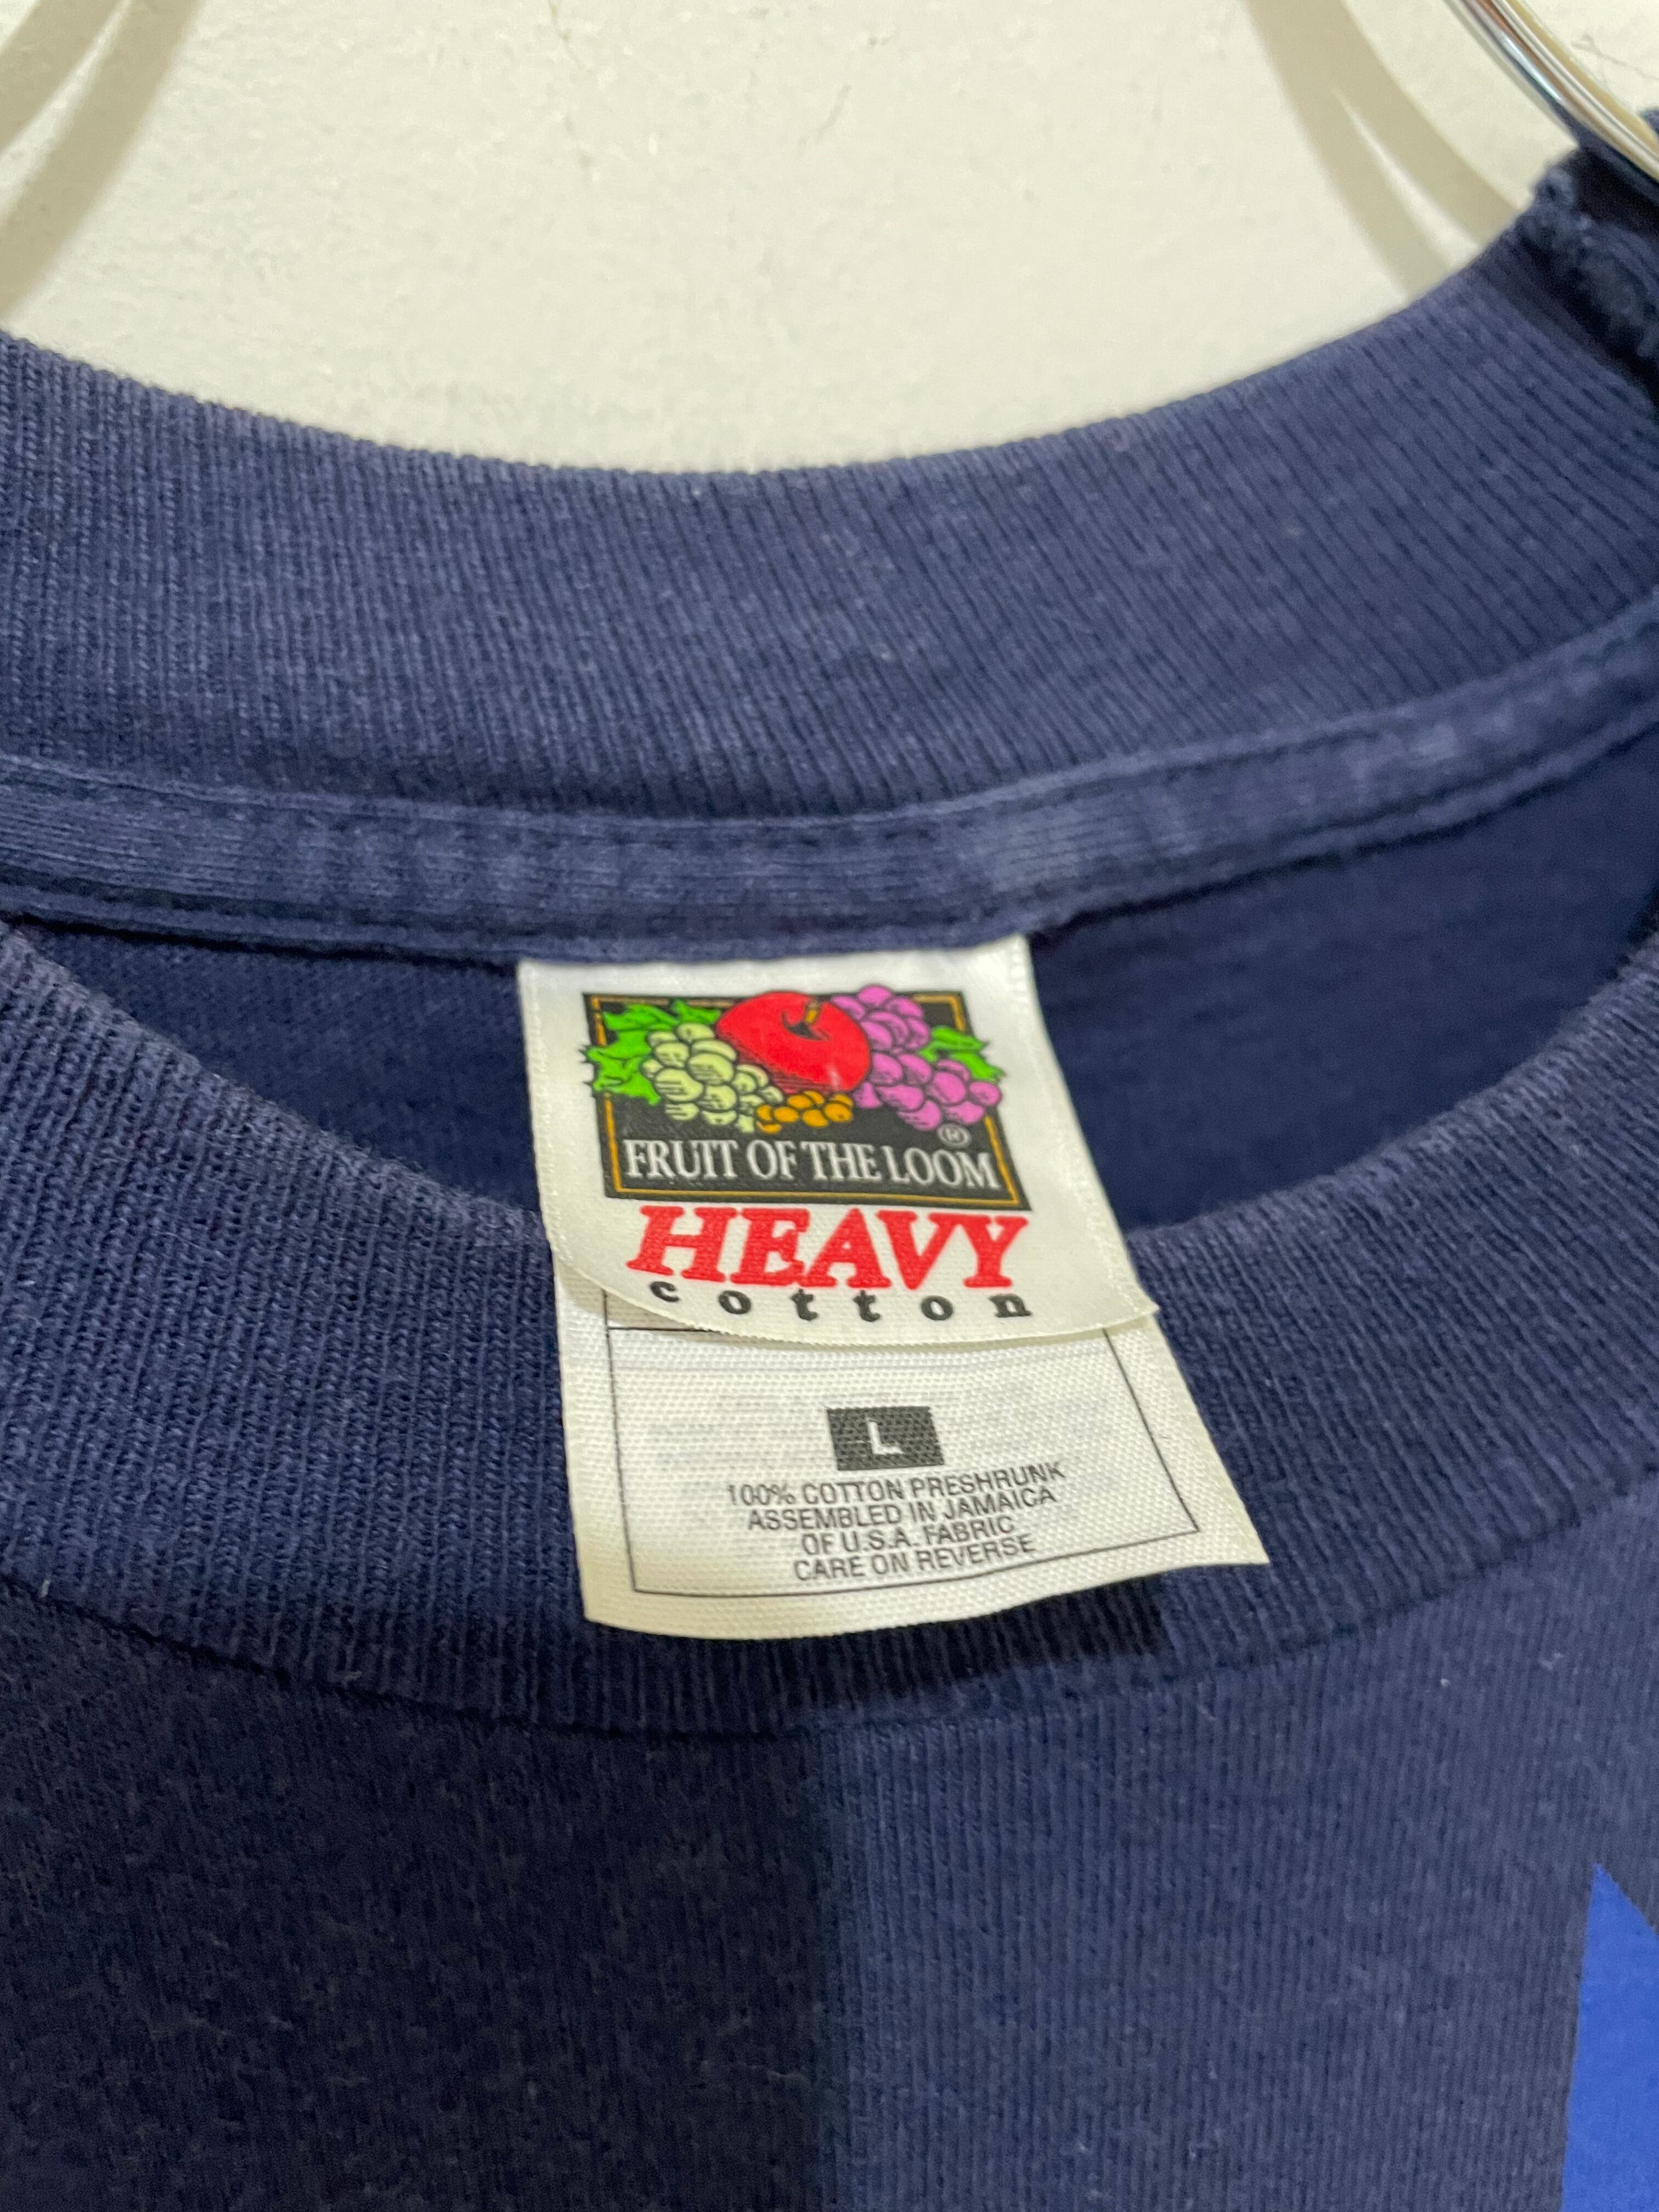 ®
FRUIT OF THE LOOM
HEAVY
cotton
L
100% COTTON PRESHRUNK
ASSEMBLED IN JAMAICA
OF U.S.A. FABRIC
CARE ON REVERSE